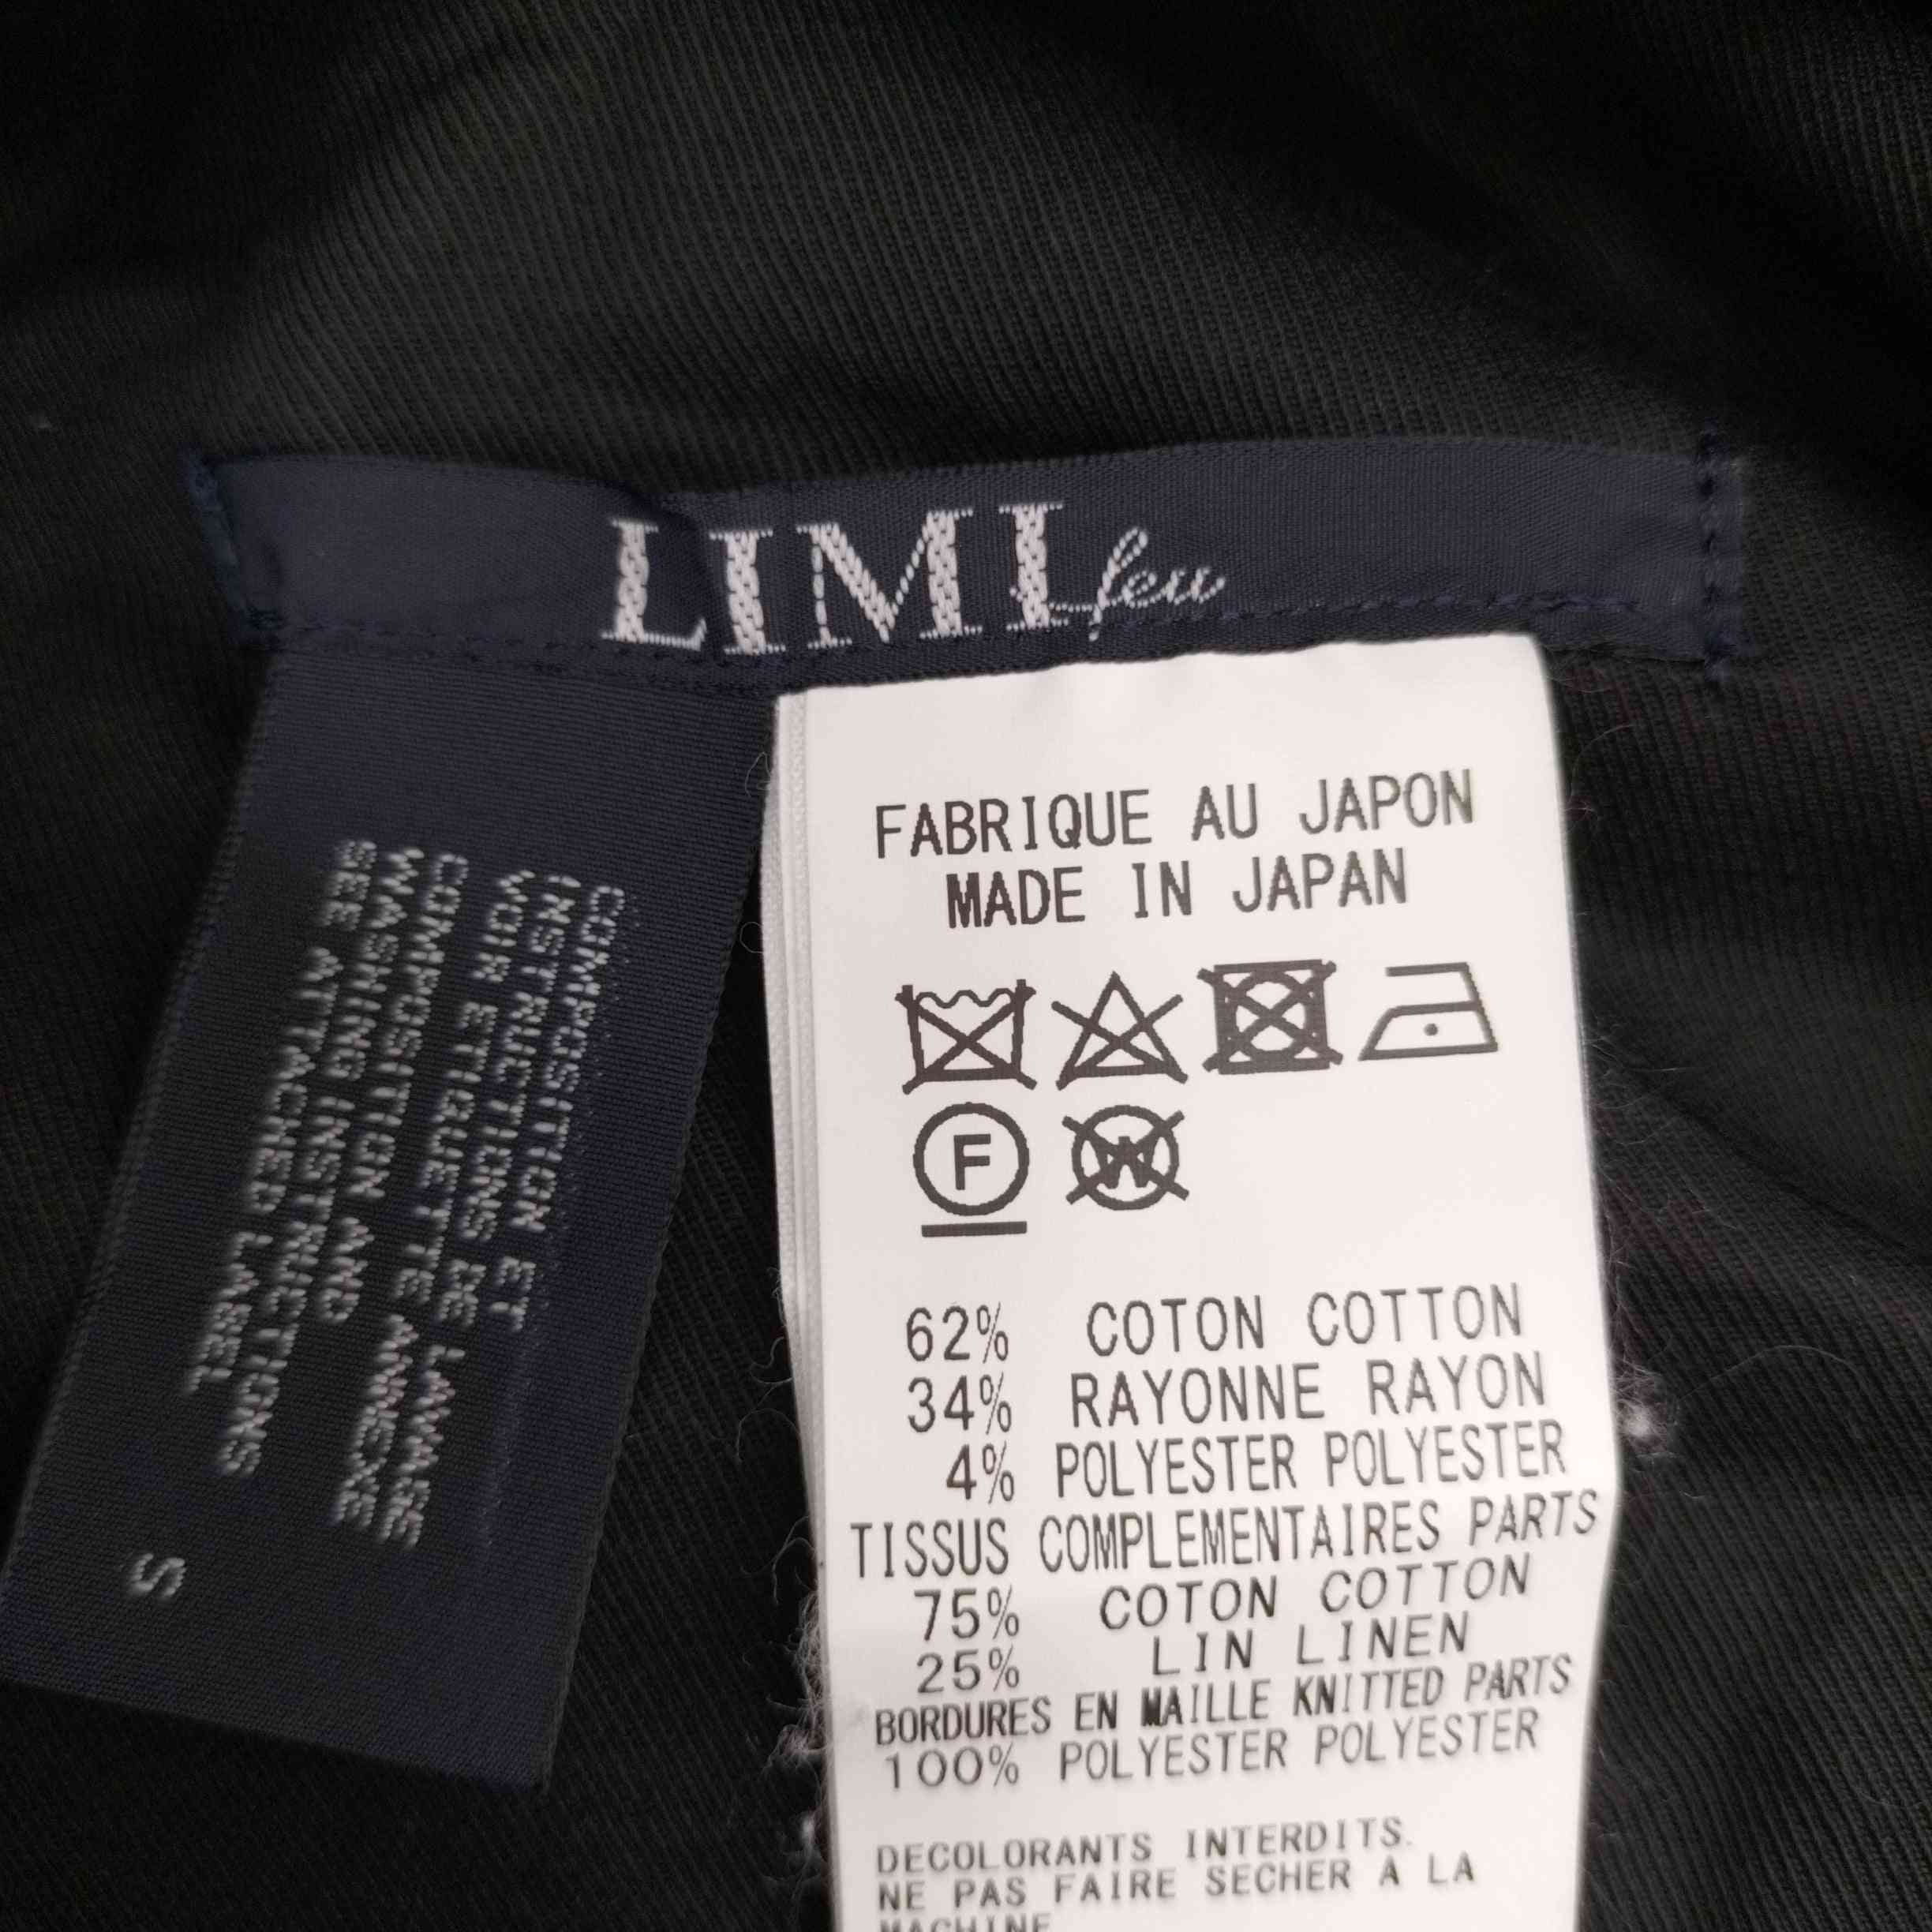 LIMI feu
COMPOSITION ET
INSTRUCTIONS DE LAVAGE
VOIR ETIQUETTE ANNEXE
COMPOSITION AND
WASHING INSTRUCTIONS
SEE ATTACHED LABEL
S
FABRIQUE AU JAPON
MADE IN JAPAN
F W
62% COTON COTTON
34% RAYONNE RAYON
4% POLYESTER POLYESTER
TISSUS COMPLEMENTAIRES PARTS
75% COTON COTTON
25% LIN LINEN
BORDURES EN MAILLE KNITTED PARTS
100% POLYESTER POLYESTER
DECOLORANTS INTERDITS.
NE PAS FAIRE SECHER A LA
MACHINE